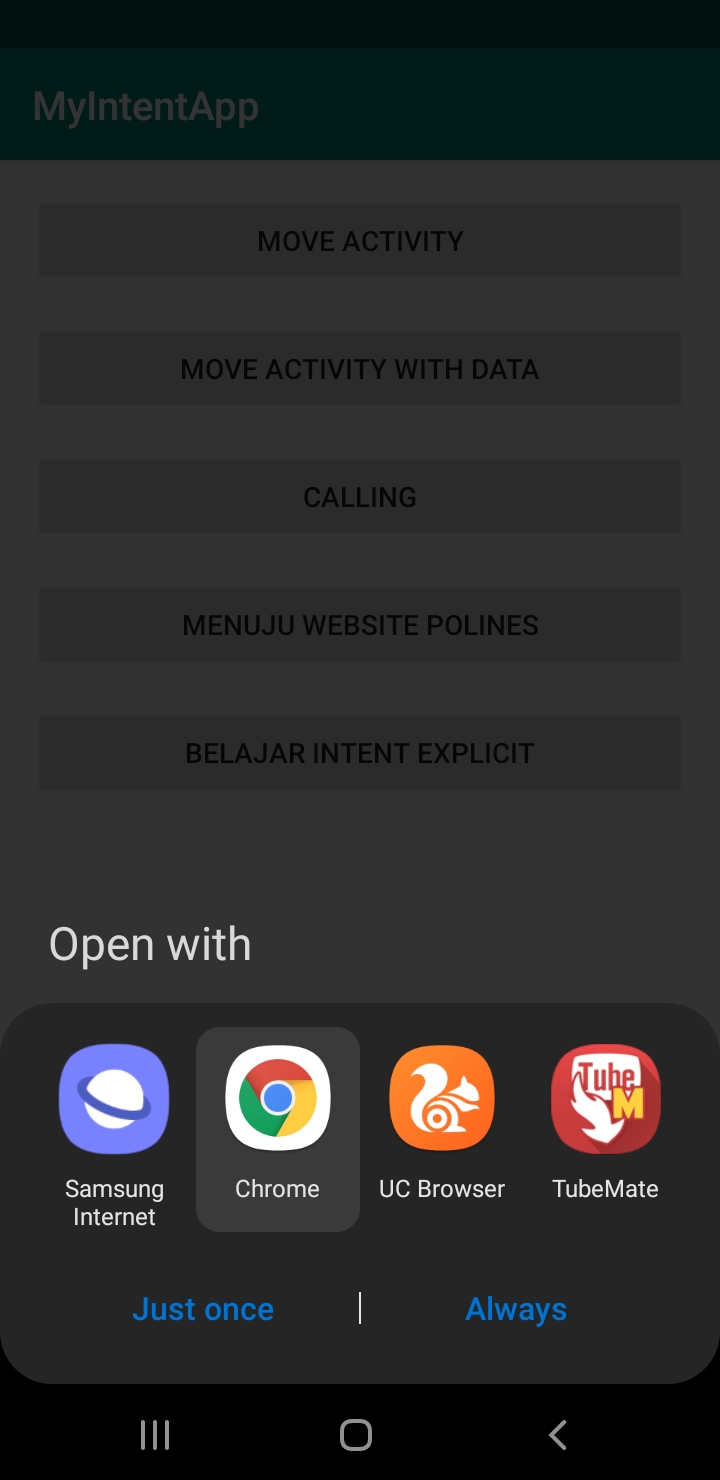 MyIntentApp
MOVE ACTIVITY
MOVE ACTIVITY WITH DATA
CALLING
MENUJU WEBSITE POLINES
BELAJAR INTENT EXPLICIT
Open with
Tube
M
Samsung
Internet
Chrome
UC Browser
TubeMate
Just once
Always